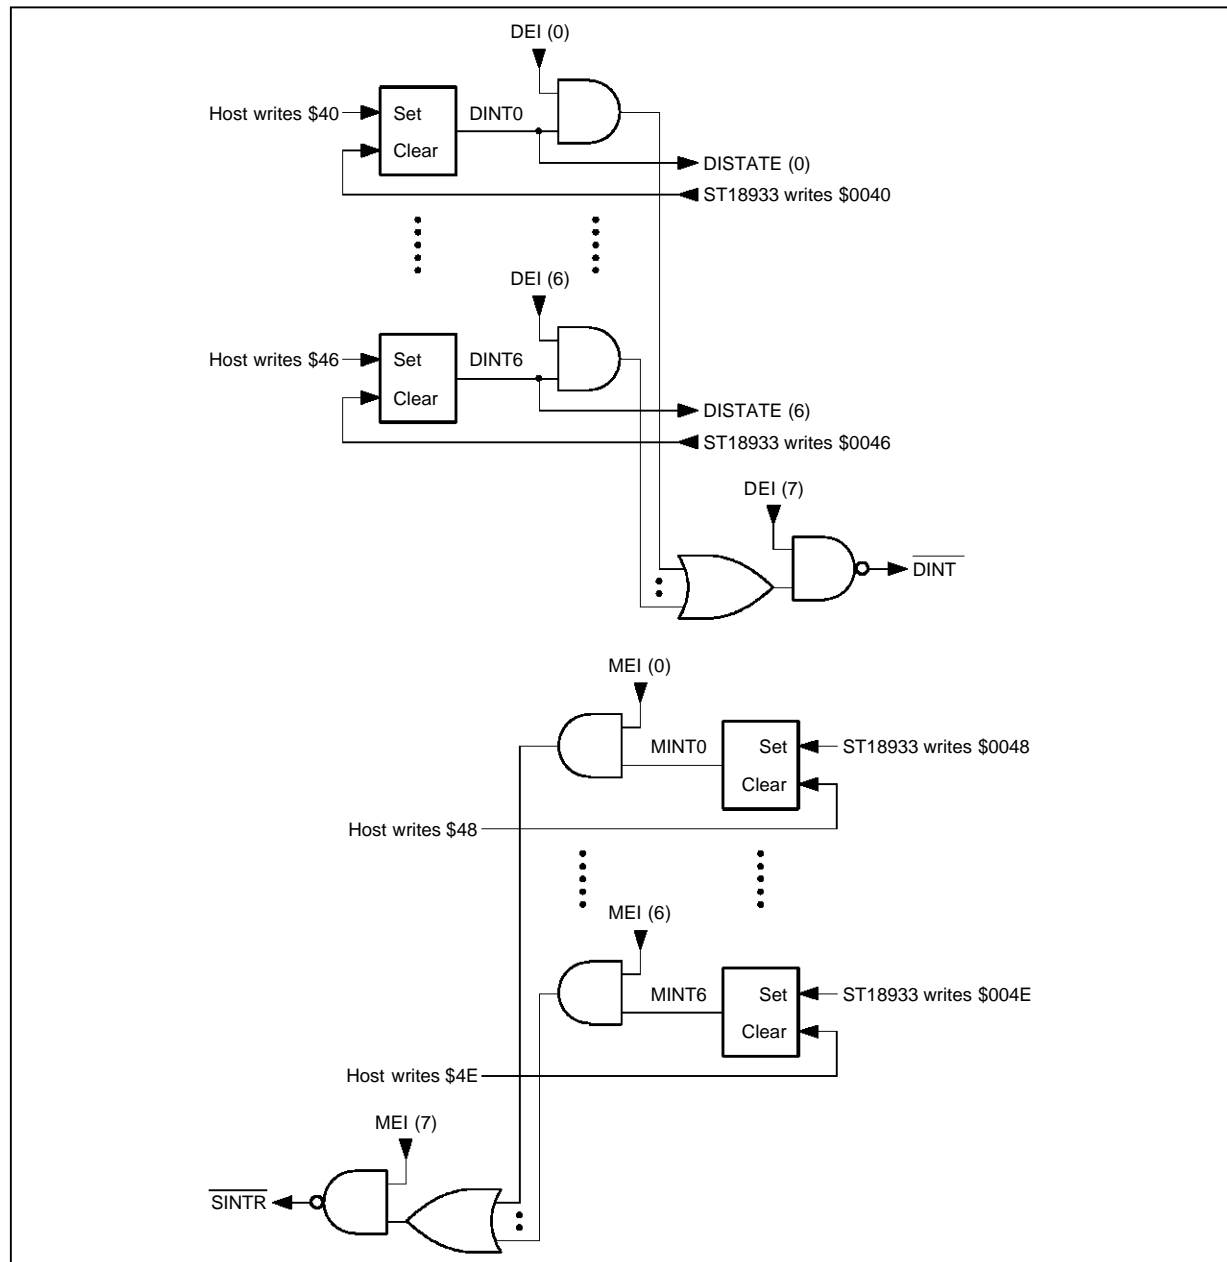 DEI (0)
Host writes $40
Set
DINT0
Clear
DISTATE (0)
ST18933 writes $0040
DEI (6)
Host writes $46
Set
DINT6
Clear
DISTATE (6)
ST18933 writes $0046
DEI (7)
DINT
MEI (0)
MINT0
Set
ST18933 writes $0048
Clear
Host writes $48
MEI (6)
MINT6
Set
ST18933 writes $004E
Clear
Host writes $4E
MEI (7)
SINTR